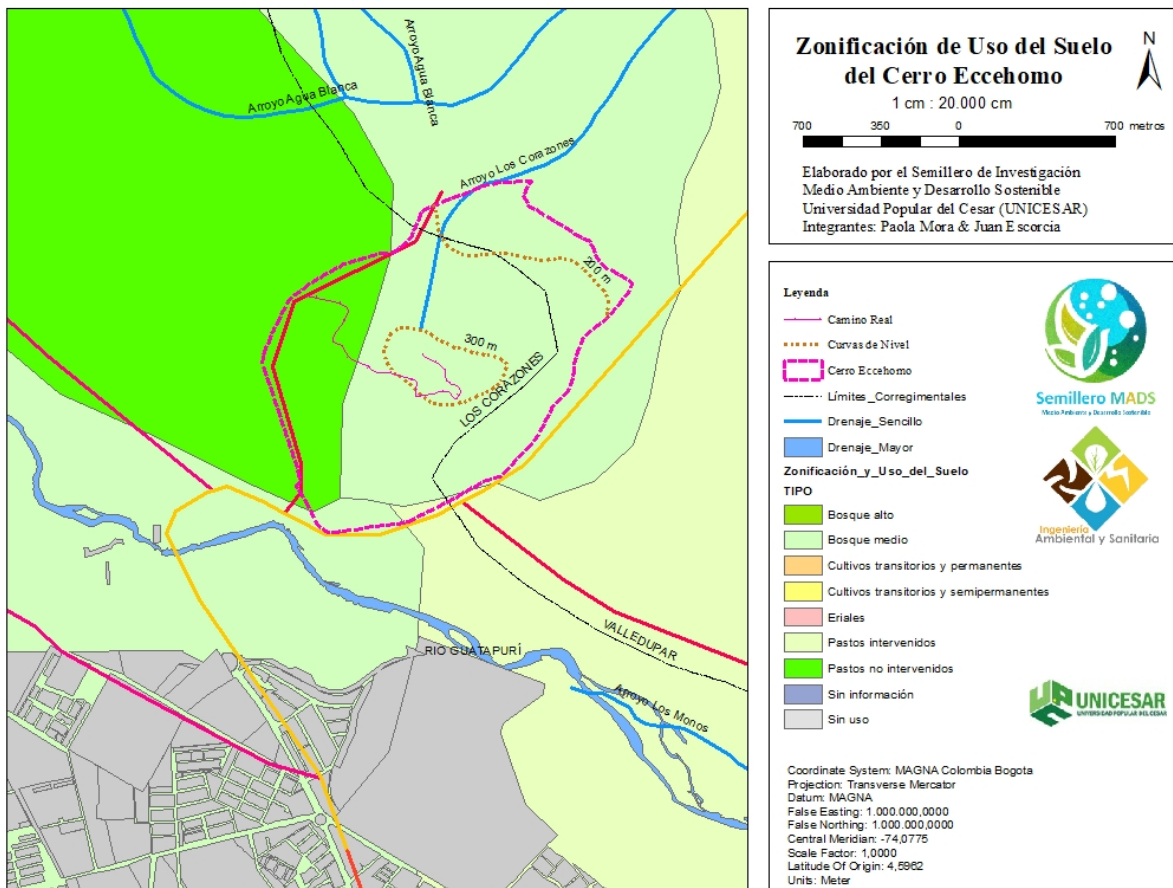 Arroyo Agua Blanca
Arroyo Agua Blanca
Arroyo Los Corazones
200 m
300 m
LOS CORAZONES
VALLEDUPAR
RIO GUATAPURÍ
Arroyo Los Monos
Zonificación de Uso del Suelo
del Cerro Eccehomo
N
1 cm : 20.000 cm
700 350 0 700 metros
Elaborado por el Semillero de Investigación
Medio Ambiente y Desarrollo Sostenible
Universidad Popular del Cesar (UNICESAR)
Integrantes: Paola Mora & Juan Escorcia
Leyenda
Camino Real
Curvas de Nivel
Cerro Eccehomo
Límites_Corregimentales
Drenaje_Sencillo
Drenaje_Mayor
Zonificación_y_Uso_del_Suelo
TIPO
Bosque alto
Bosque medio
Cultivos transitorios y permanentes
Cultivos transitorios y semipermanentes
Eriales
Pastos intervenidos
Pastos no intervenidos
Sin información
Sin uso
Semillero MADS
Medio Ambiente y Desarrollo Sostenible
Ingeniería
Ambiental y Sanitaria
UNICESAR
UNIVERSIDAD POPULAR DEL CESAR
Coordinate System: MAGNA Colombia Bogota
Projection: Transverse Mercator
Datum: MAGNA
False Easting: 1.000.000,0000
False Northing: 1.000.000,0000
Central Meridian: -74,0775
Scale Factor: 1,0000
Latitude Of Origin: 4,5962
Units: Meter